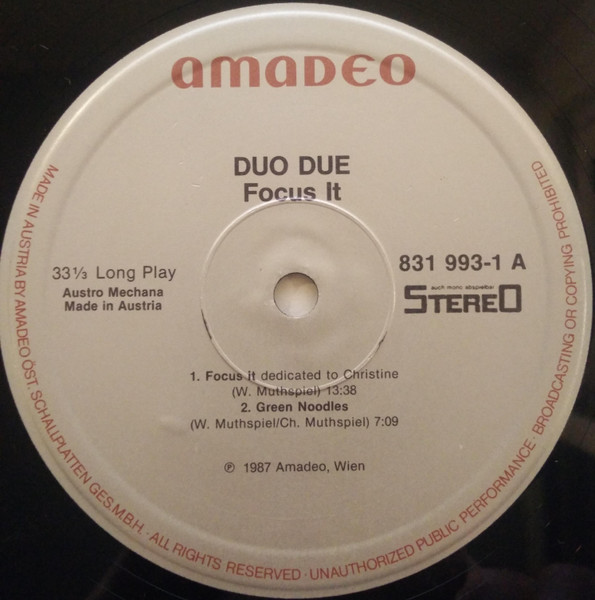 amaDEO
DUO DUE
Focus It
33⅓ Long Play
Austro Mechana
Made in Austria
831 993-1 A
auch mono abspielbar
STEREO
1. Focus it dedicated to Christine
(W. Muthspiel) 13:38
2. Green Noodles
(W. Muthspiel/Ch. Muthspiel) 7:09
℗ 1987 Amadeo, Wien
MADE IN AUSTRIA BY AMADEO ÖST. SCHALLPLATTEN GES.M.B.H. · ALL RIGHTS RESERVED · UNAUTHORIZED PUBLIC PERFORMANCE · BROADCASTING OR COPYING PROHIBITED